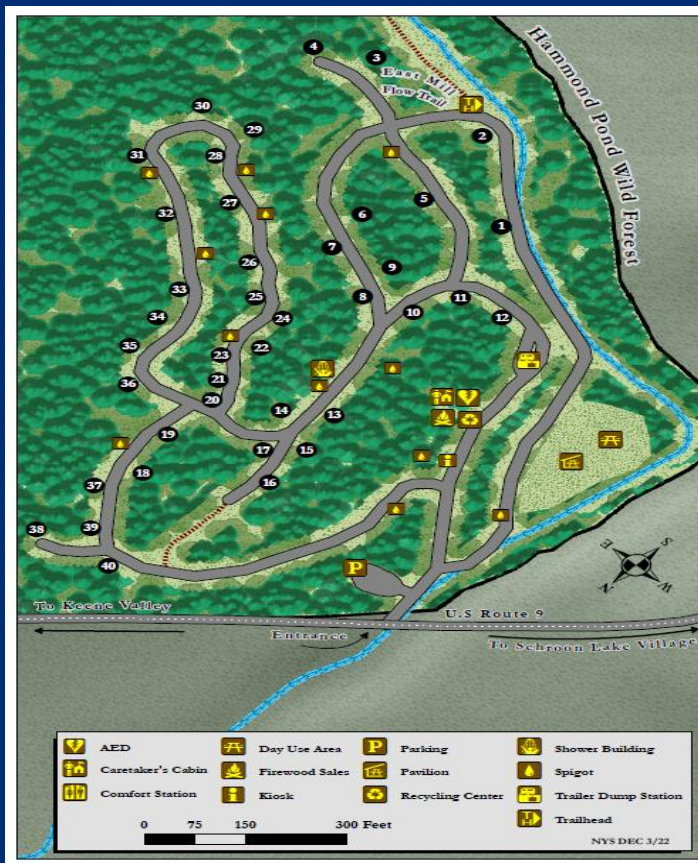 4
3
East Mill
Flow Trail
Hammond Pond Wild Forest
30
29
2
31
28
5
32
27
6
1
7
26
9
33
25
8
11
34
24
10
12
35
23
22
36
21
20
14
13
19
17
15
18
16
37
38
39
40
P
S
E
W
N
To Keene Valley
U.S Route 9
Entrance
To Schroon Lake Village
AED
Day Use Area
P Parking
Shower Building
Caretaker's Cabin
Firewood Sales
Pavilion
Spigot
Comfort Station
Kiosk
Recycling Center
Trailer Dump Station
Trailhead
0 75 150 300 Feet
NYS DEC 3/22